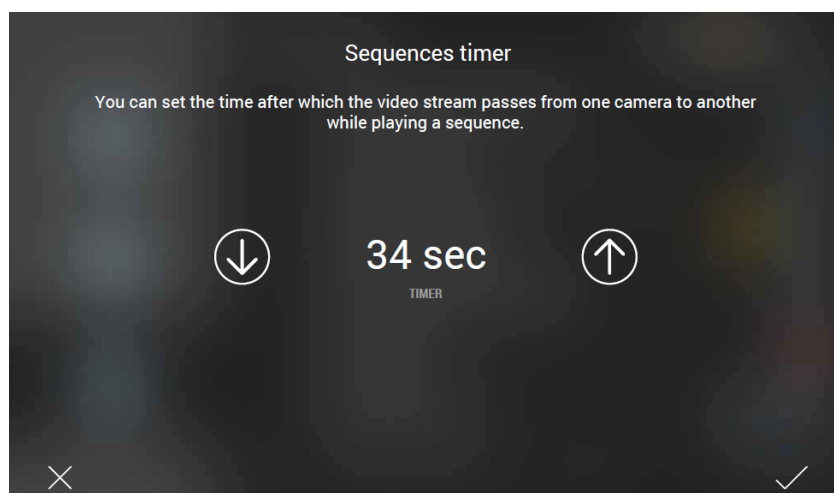 Sequences timer
You can set the time after which the video stream passes from one camera to another
while playing a sequence.
34 sec
TIMER